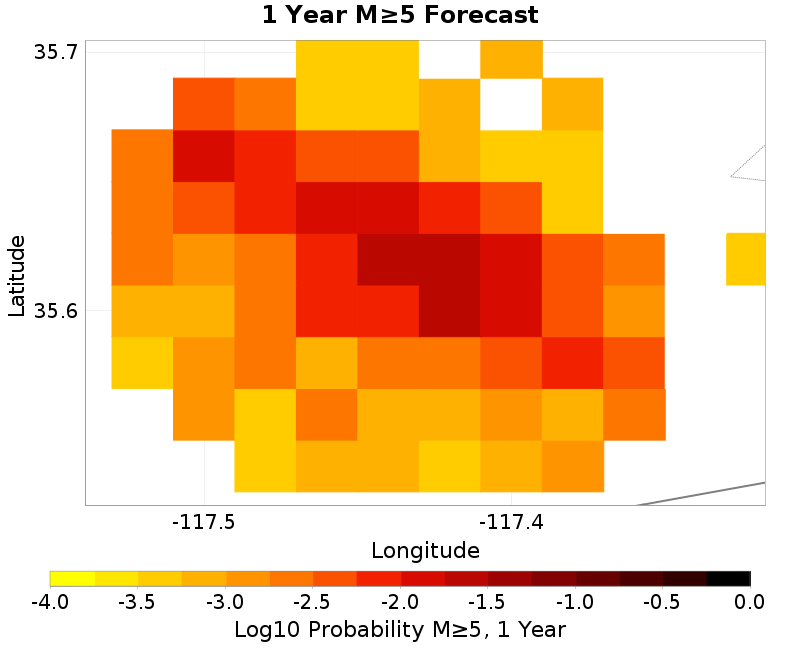 1 Year M≥5 Forecast
35.7
35.6
Latitude
-117.5 -117.4
Longitude
-4.0 -3.5 -3.0 -2.5 -2.0 -1.5 -1.0 -0.5 0.0
Log10 Probability M≥5, 1 Year